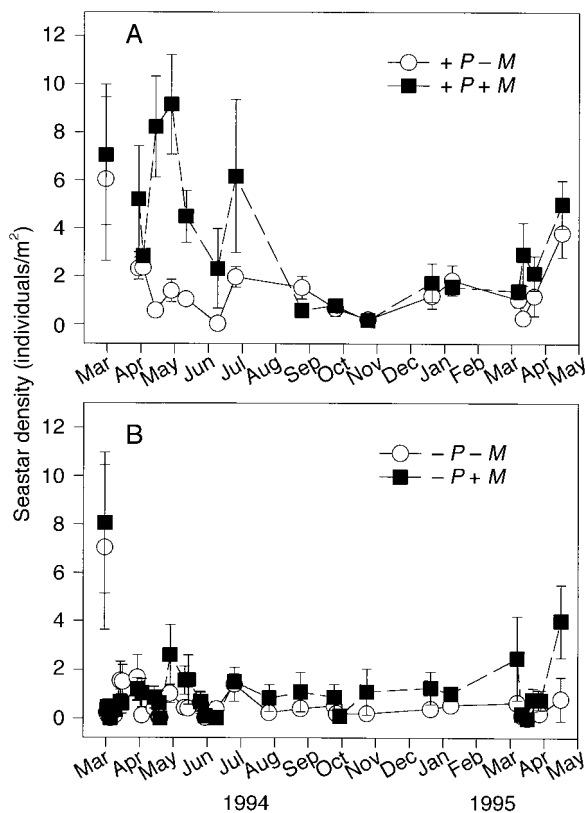 A
+ P – M
+ P + M
12
10
8
6
4
2
0
Mar Apr May Jun Jul Aug Sep Oct Nov Dec Jan Feb Mar Apr May
Seastar density (individuals/m²)
B
– P – M
– P + M
12
10
8
6
4
2
0
Mar Apr May Jun Jul Aug Sep Oct Nov Dec Jan Feb Mar Apr May
1994 1995